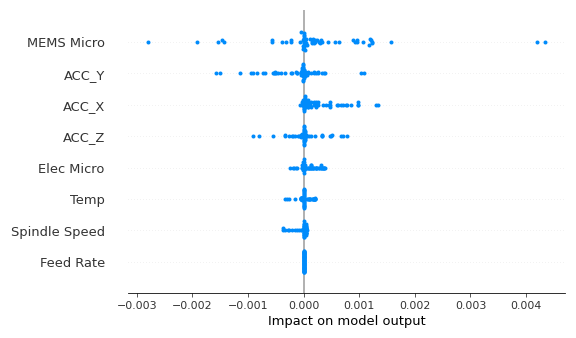 MEMS Micro
ACC_Y
ACC_X
ACC_Z
Elec Micro
Temp
Spindle Speed
Feed Rate
−0.003 −0.002 −0.001 0.000 0.001 0.002 0.003 0.004
Impact on model output